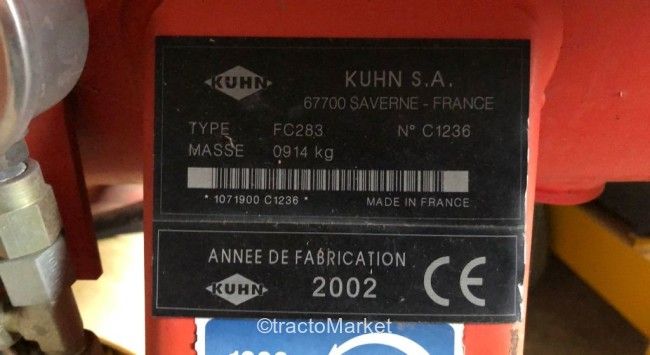 KUHN
KUHN S.A.
67700 SAVERNE - FRANCE
TYPE FC283 N° C1236
MASSE 0914 kg
* 1071900 C1236 * MADE IN FRANCE
ANNEE DE FABRICATION
KUHN 2002 CE
©tractoMarket